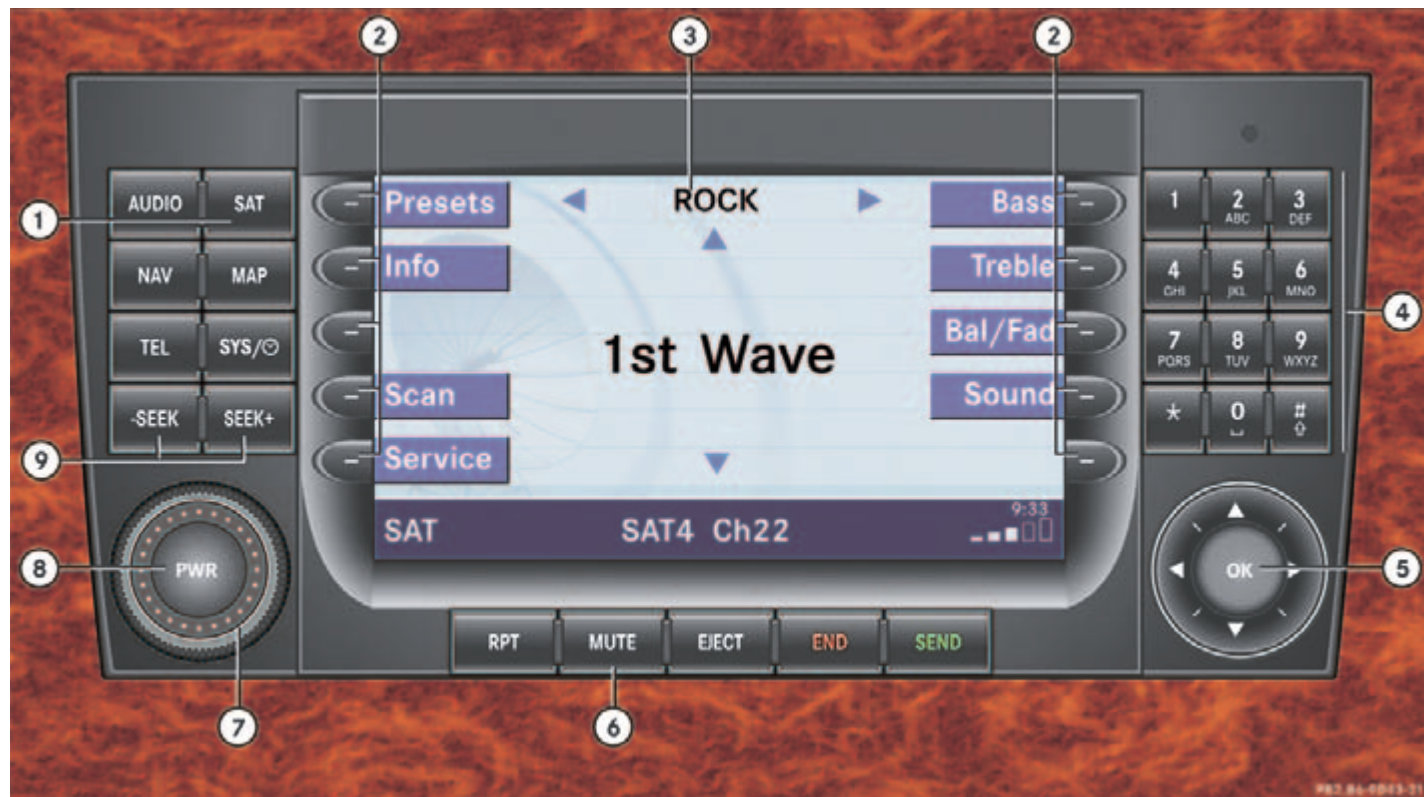 2
3
2
1
AUDIO
SAT
NAV
MAP
TEL
SYS/
-SEEK
SEEK+
9
Presets
Info
Scan
Service
ROCK
1st Wave
Bass
Treble
Bal/Fad
Sound
SAT
SAT4 Ch22
9:33
1
2
ABC
3
DEF
4
GHI
5
JKL
6
MNO
7
PQRS
8
TUV
9
WXYZ
*
0
#
4
8
PWR
7
RPT
MUTE
EJECT
END
SEND
6
OK
5